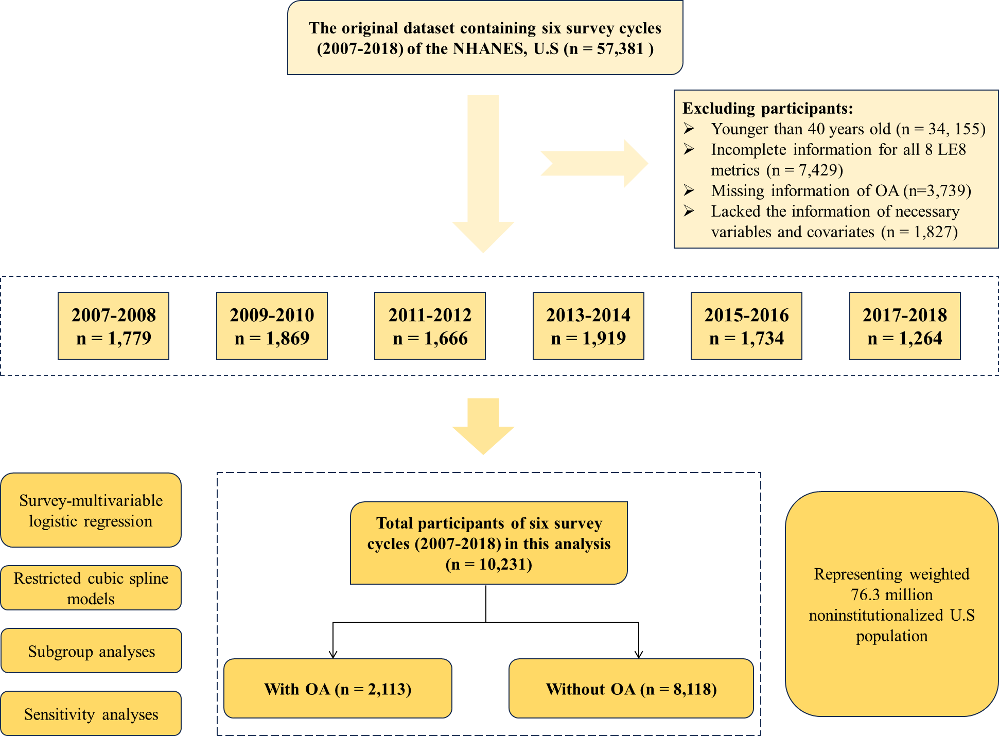 The original dataset containing six survey cycles
(2007-2018) of the NHANES, U.S (n = 57,381 )
Excluding participants:
➢ Younger than 40 years old (n = 34, 155)
➢ Incomplete information for all 8 LE8
metrics (n = 7,429)
➢ Missing information of OA (n=3,739)
➢ Lacked the information of necessary
variables and covariates (n = 1,827)
2007-2008
n = 1,779
2009-2010
n = 1,869
2011-2012
n = 1,666
2013-2014
n = 1,919
2015-2016
n = 1,734
2017-2018
n = 1,264
Survey-multivariable
logistic regression
Restricted cubic spline
models
Subgroup analyses
Sensitivity analyses
Total participants of six survey
cycles (2007-2018) in this analysis
(n = 10,231)
With OA (n = 2,113)
Without OA (n = 8,118)
Representing weighted
76.3 million
noninstitutionalized U.S
population